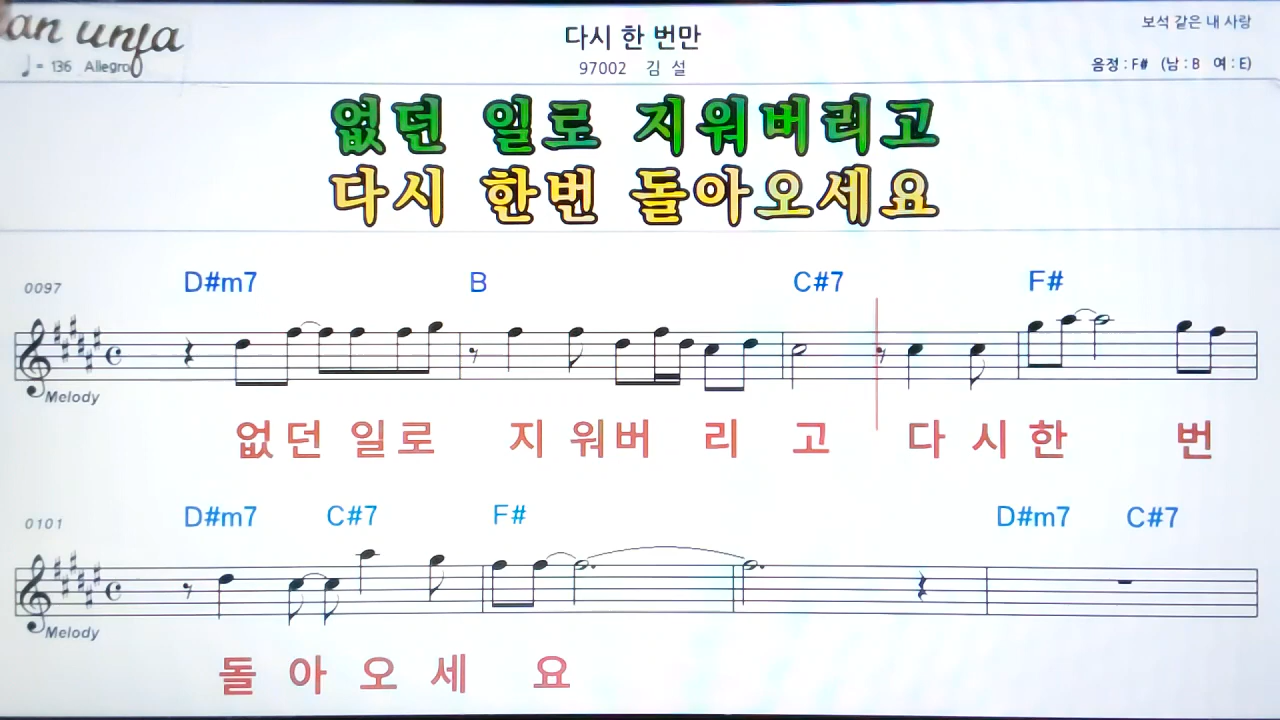 an unfa
♩ = 136 Allegro
다시 한 번만
97002 김 설
보석 같은 내 사랑
음정 : F# (남 : B 여 : E)
없던 일로 지워버리고
다시 한번 돌아오세요
0097 D#m7 B C#7 F#
Melody
없던 일로 지 워버 리 고 다 시한 번
0101 D#m7 C#7 F# D#m7 C#7
Melody
돌 아 오 세 요